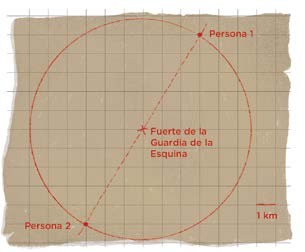 Persona 1
Fuerte de la
Guardia de la
Esquina
Persona 2
1 km